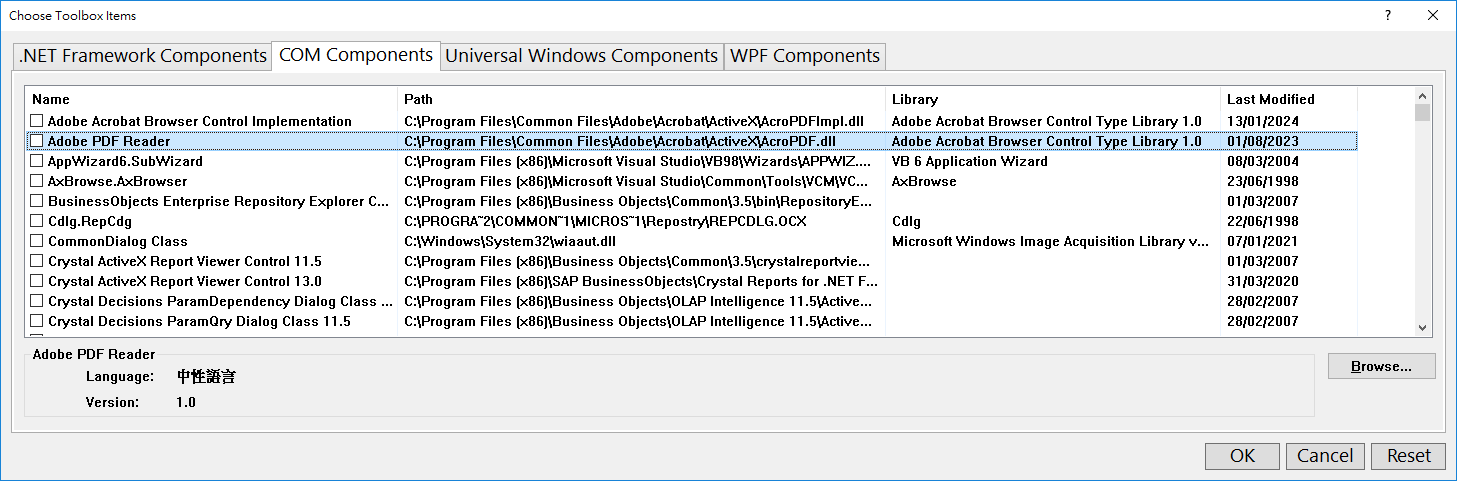 Choose Toolbox Items
.NET Framework Components COM Components Universal Windows Components WPF Components
Name Path Library Last Modified
Adobe Acrobat Browser Control Implementation C:\Program Files\Common Files\Adobe\Acrobat\ActiveX\AcroPDFImpl.dll Adobe Acrobat Browser Control Type Library 1.0 13/01/2024
Adobe PDF Reader C:\Program Files\Common Files\Adobe\Acrobat\ActiveX\AcroPDF.dll Adobe Acrobat Browser Control Type Library 1.0 01/08/2023
AppWizard6.SubWizard C:\Program Files (x86)\Microsoft Visual Studio\VB98\Wizards\APPWIZ.... VB 6 Application Wizard 08/03/2004
AxBrowse.AxBrowser C:\Program Files (x86)\Microsoft Visual Studio\Common\Tools\VCM\VC... AxBrowse 23/06/1998
BusinessObjects Enterprise Repository Explorer C... C:\Program Files (x86)\Business Objects\Common\3.5\bin\RepositoryE... 01/03/2007
Cdlg.RepCdg C:\PROGRA~2\COMMON~1\MICROS~1\Repostry\REPCDLG.OCX Cdlg 22/06/1998
CommonDialog Class C:\Windows\System32\wiaaut.dll Microsoft Windows Image Acquisition Library v... 07/01/2021
Crystal ActiveX Report Viewer Control 11.5 C:\Program Files (x86)\Business Objects\Common\3.5\crystalreportvie... 01/03/2007
Crystal ActiveX Report Viewer Control 13.0 C:\Program Files (x86)\SAP BusinessObjects\Crystal Reports for .NET F... 31/03/2020
Crystal Decisions ParamDependency Dialog Class ... C:\Program Files (x86)\Business Objects\OLAP Intelligence 11.5\Active... 28/02/2007
Crystal Decisions ParamQry Dialog Class 11.5 C:\Program Files (x86)\Business Objects\OLAP Intelligence 11.5\Active... 28/02/2007
Adobe PDF Reader
Language: 中性語言
Version: 1.0
Browse...
OK Cancel Reset